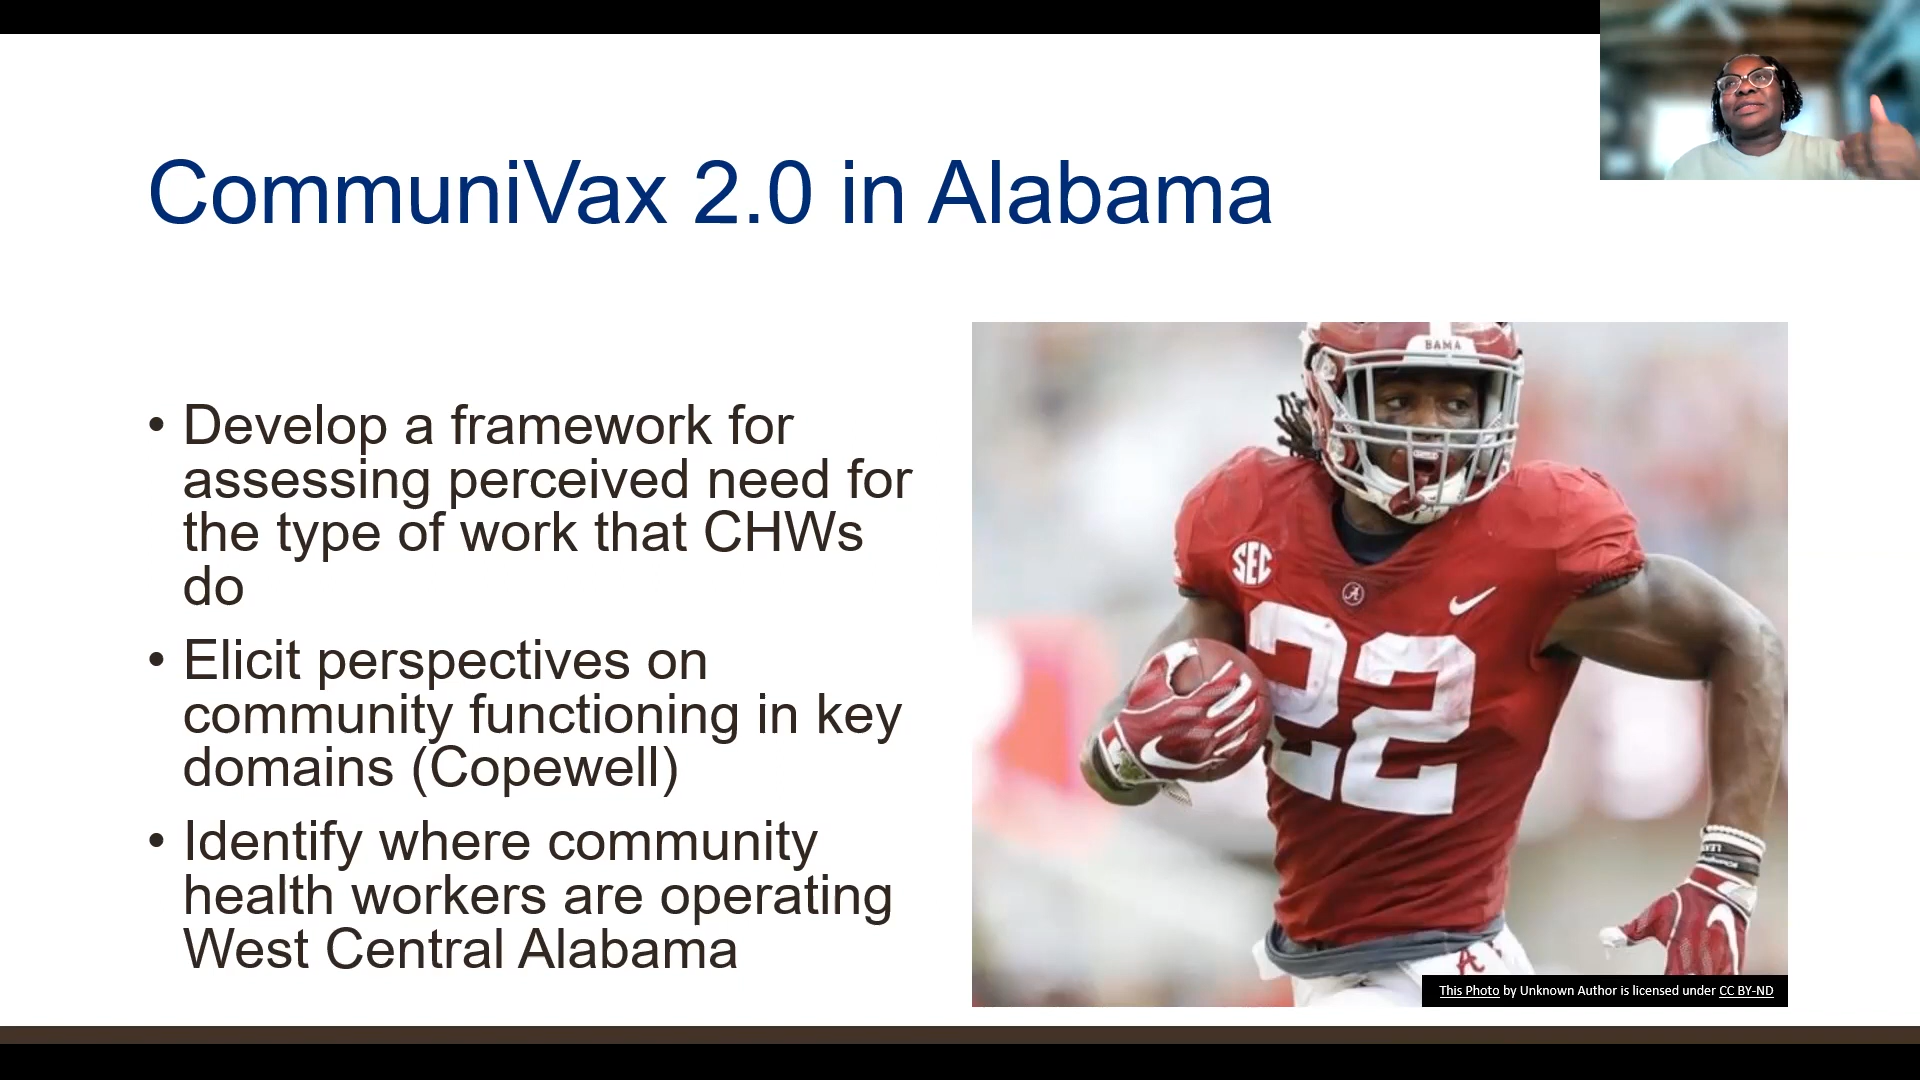 CommuniVax 2.0 in Alabama
• Develop a framework for
assessing perceived need for
the type of work that CHWs
do
• Elicit perspectives on
community functioning in key
domains (Copewell)
• Identify where community
health workers are operating
West Central Alabama
BAMA
SEC
A
22
A
This Photo by Unknown Author is licensed under CC BY-ND